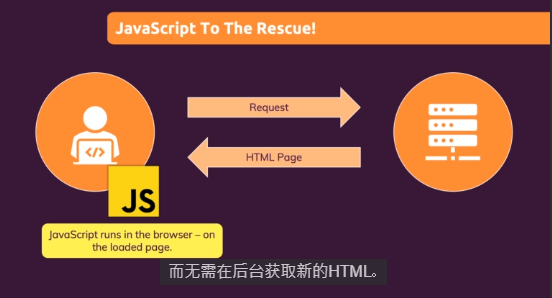 JavaScript To The Rescue!
Request
HTML Page
</>
JS
JavaScript runs in the browser – on
the loaded page.
而无需在后台获取新的HTML。